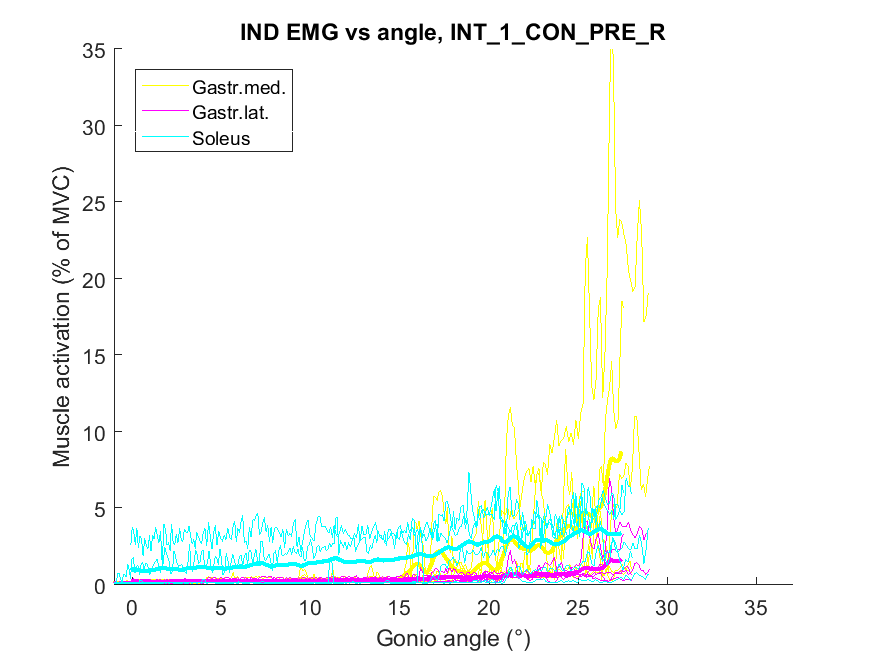 IND EMG vs angle, INT_1_CON_PRE_R
35
30
25
20
15
10
5
0
Muscle activation (% of MVC)
Gastr.med.
Gastr.lat.
Soleus
0 5 10 15 20 25 30 35
Gonio angle (°)